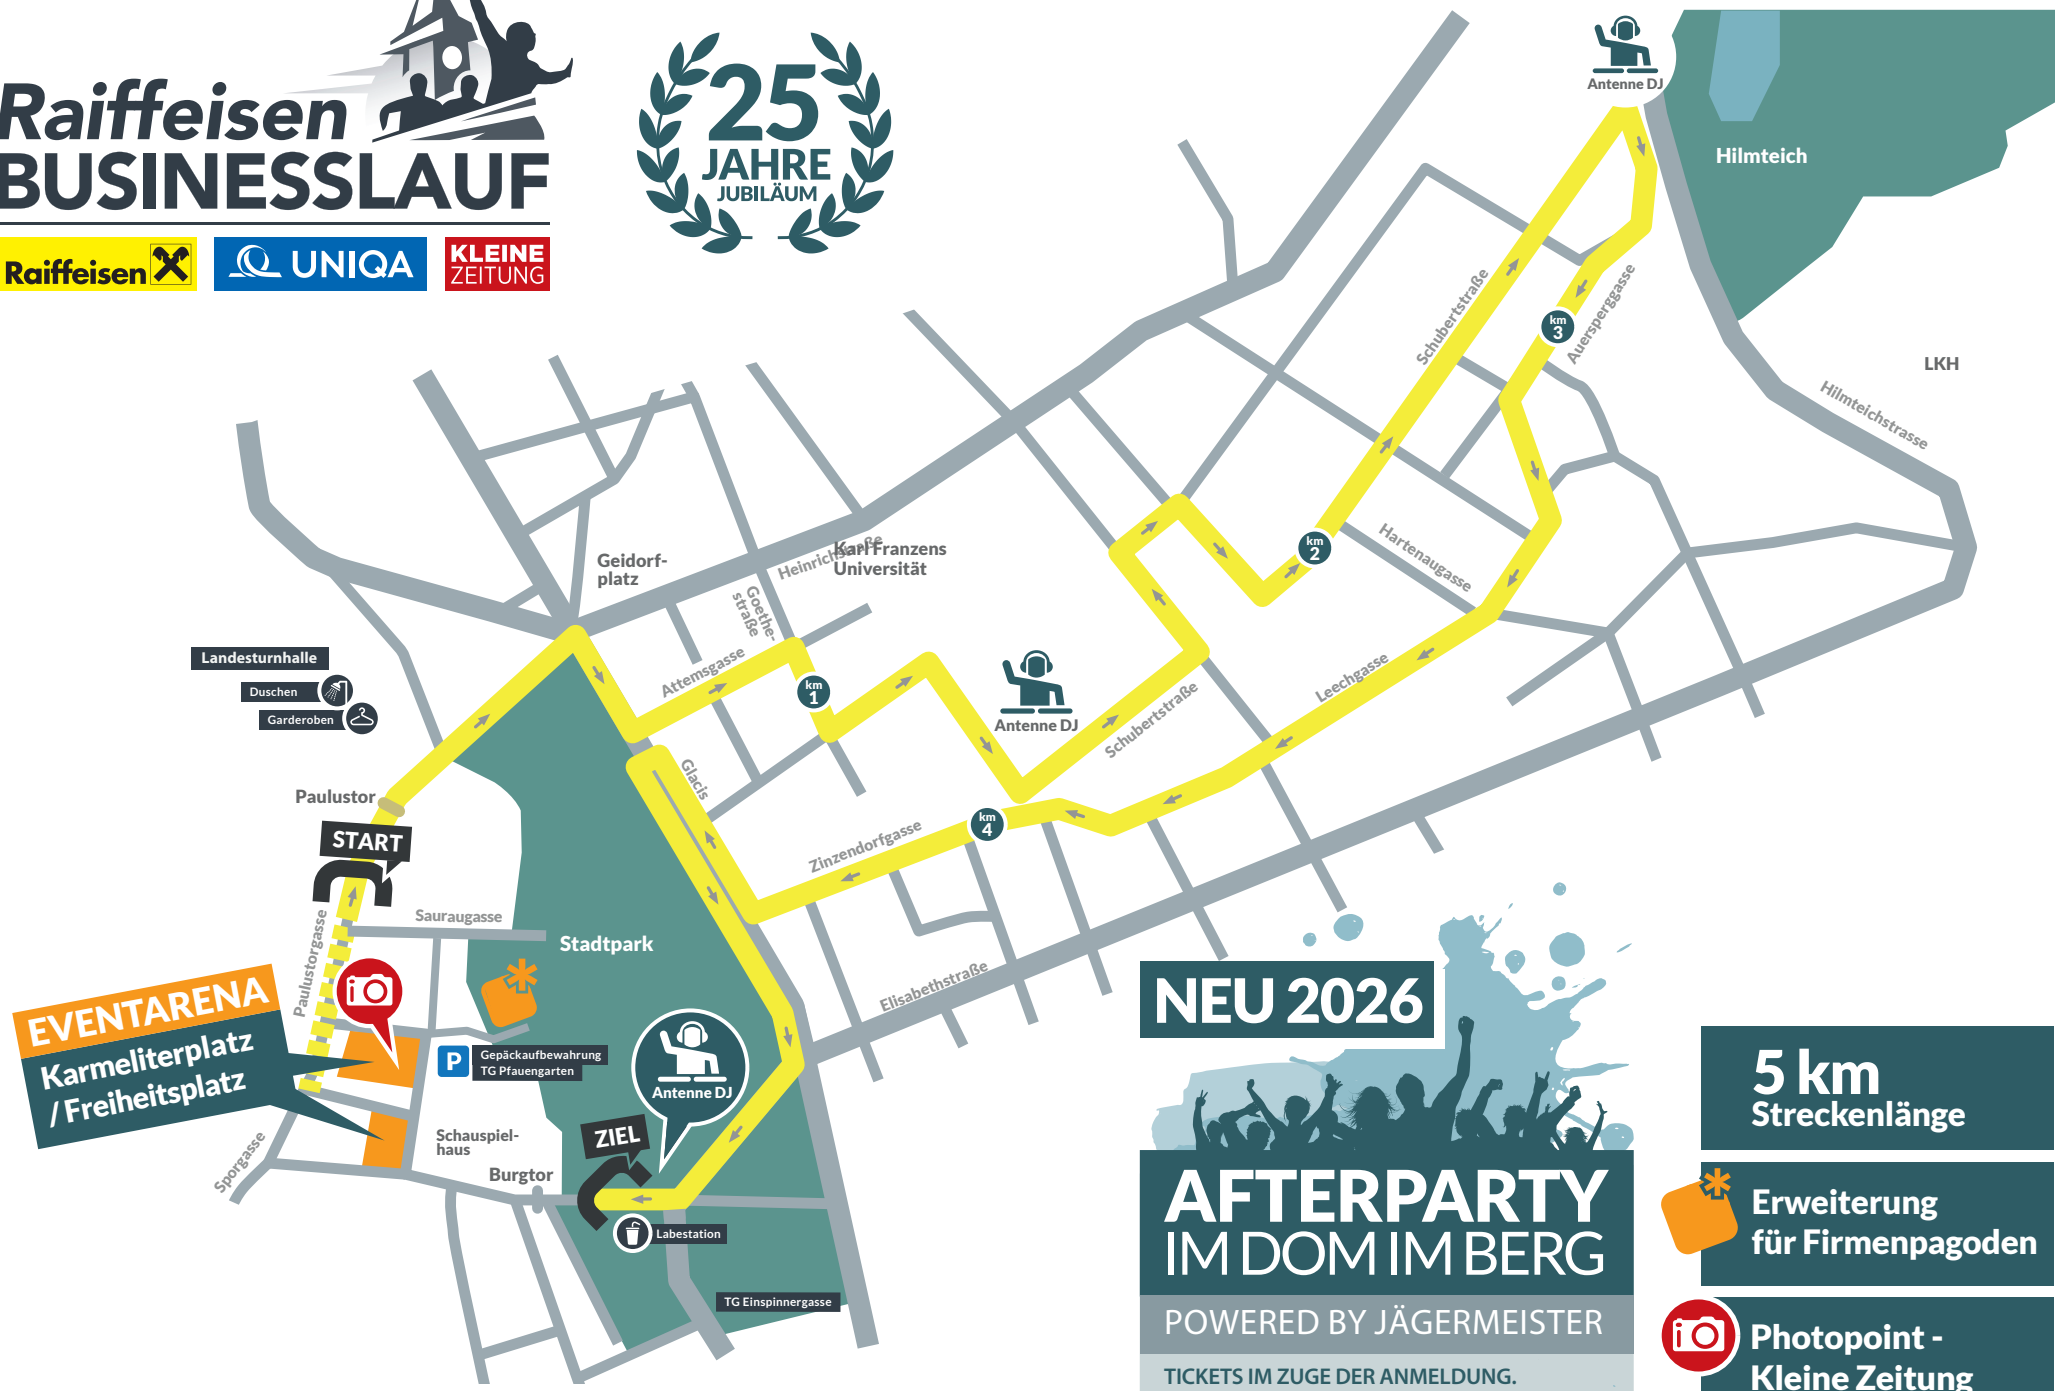 Raiffeisen
BUSINESSLAUF
Raiffeisen
UNIQA
KLEINE
ZEITUNG
25
JAHRE
JUBILÄUM
Antenne DJ
Hilmteich
LKH
Hilmteichstrasse
Schubertstraße
km
3
Auersperggasse
Geidorf-
platz
Heinrichstraße
Karl Franzens
Universität
Goethe-
straße
km
2
Hartenaugasse
Landesturnhalle
Duschen
Garderoben
Attemsgasse
km
1
Antenne DJ
Schubertstraße
Leechgasse
Glacis
Paulustor
START
km
4
Zinzendorfgasse
Paulustorgasse
Sauraugasse
Stadtpark
Elisabethstraße
EVENTARENA
Karmeliterplatz
/ Freiheitsplatz
P
Gepäckaufbewahrung
TG Pfauengarten
Antenne DJ
Schauspiel-
haus
ZIEL
Burgtor
Sporgasse
Labestation
TG Einspinnergasse
NEU 2026
AFTERPARTY
IM DOM IM BERG
POWERED BY JÄGERMEISTER
TICKETS IM ZUGE DER ANMELDUNG.
5 km
Streckenlänge
Erweiterung
für Firmenpagoden
Photopoint -
Kleine Zeitung